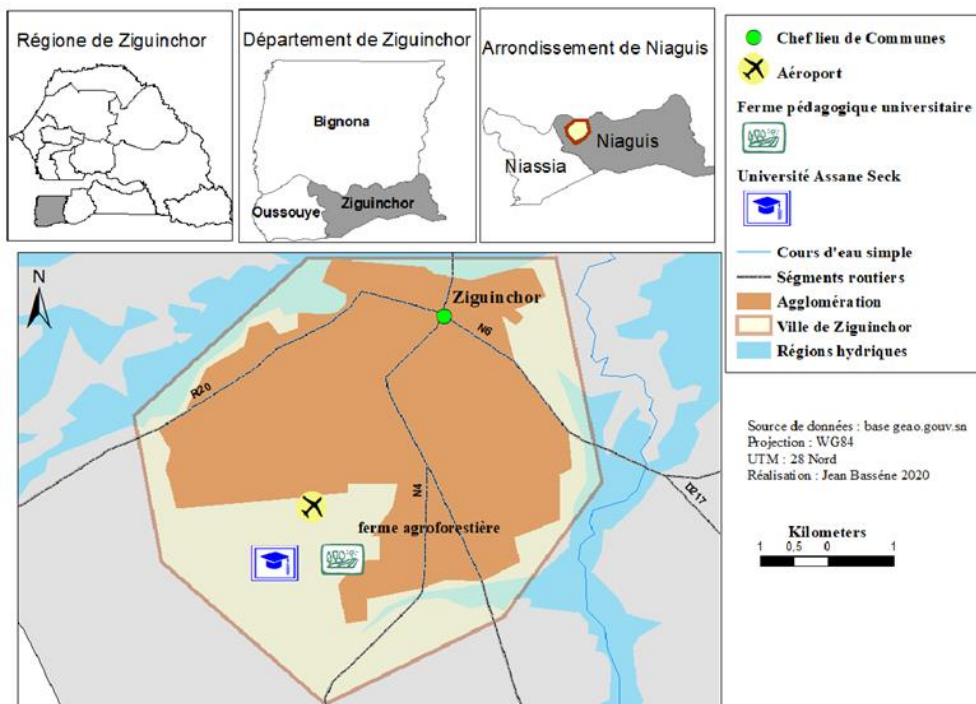 Régione de Ziguinchor
Département de Ziguinchor
Bignona
Oussouye
Ziguinchor
Arrondissement de Niaguis
Niassia
Niaguis
Chef lieu de Communes
Aéroport
Ferme pédagogique universitaire
Université Assane Seck
Cours d'eau simple
Ségments routiers
Agglomération
Ville de Ziguinchor
Régions hydriques
N
Ziguinchor
N6
R20
N4
D217
ferme agroforestière
Source de données : base geao.gouv.sn
Projection : WG84
UTM : 28 Nord
Réalisation : Jean Basséne 2020
Kilometers
1 0,5 0 1